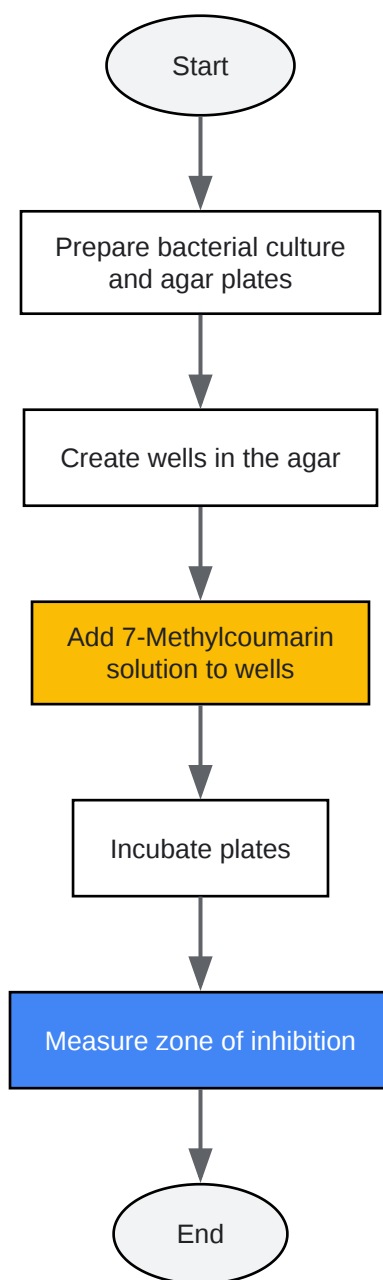 Start
Prepare bacterial culture
and agar plates
Create wells in the agar
Add 7-Methylcoumarin
solution to wells
Incubate plates
Measure zone of inhibition
End